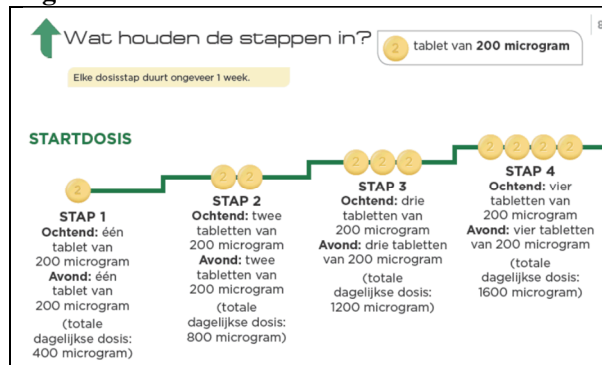 Wat houden de stappen in?
2 tablet van 200 microgram
Elke dosisstap duurt ongeveer 1 week.
STARTDOSIS
2
STAP 1
Ochtend: één
tablet van
200 microgram
Avond: één
tablet van
200 microgram
(totale
dagelijkse dosis:
400 microgram)
2 2
STAP 2
Ochtend: twee
tabletten van
200 microgram
Avond: twee
tabletten van
200 microgram
(totale
dagelijkse dosis:
800 microgram)
2 2 2
STAP 3
Ochtend: drie
tabletten van
200 microgram
Avond: drie tabletten
van 200 microgram
(totale
dagelijkse dosis:
1200 microgram)
2 2 2 2
STAP 4
Ochtend: vier
tabletten van
200 microgram
Avond: vier tabletten
van 200 microgram
(totale
dagelijkse dosis:
1600 microgram)